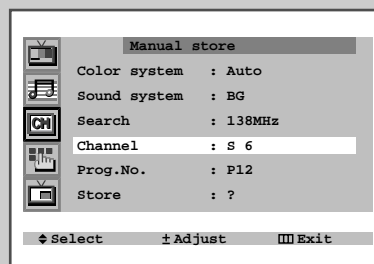 Manual store
Color system : Auto
Sound system : BG
Search : 138MHz
CH
Channel : S 6
Prog.No. : P12
Store : ?
Select ± Adjust Exit